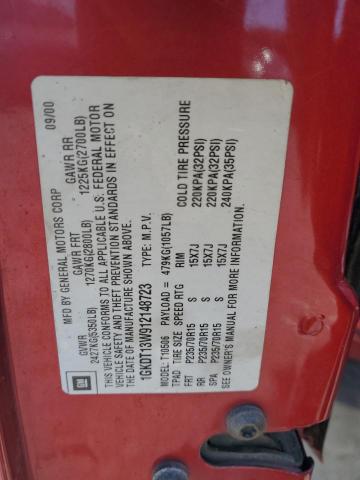 GM
MFD BY GENERAL MOTORS CORP 09/00
GVWR GAWR FRT GAWR RR
2427KG(5350LB) 1270KG(2800LB) 1225KG(2700LB)
THIS VEHICLE CONFORMS TO ALL APPLICABLE U.S. FEDERAL MOTOR
VEHICLE SAFETY AND THEFT PREVENTION STANDARDS IN EFFECT ON
THE DATE OF MANUFACTURE SHOWN ABOVE.
1GKDT13W912148723 TYPE: M.P.V.
MODEL: T10506 PAYLOAD = 479KG(1057LB)
TPAD TIRE SIZE SPEED RTG RIM COLD TIRE PRESSURE
FRT P235/70R15 S 15X7J 220KPA(32PSI)
RR P235/70R15 S 15X7J 220KPA(32PSI)
SPA P235/70R15 S 15X7J 240KPA(35PSI)
SEE OWNER'S MANUAL FOR MORE INFORMATION.